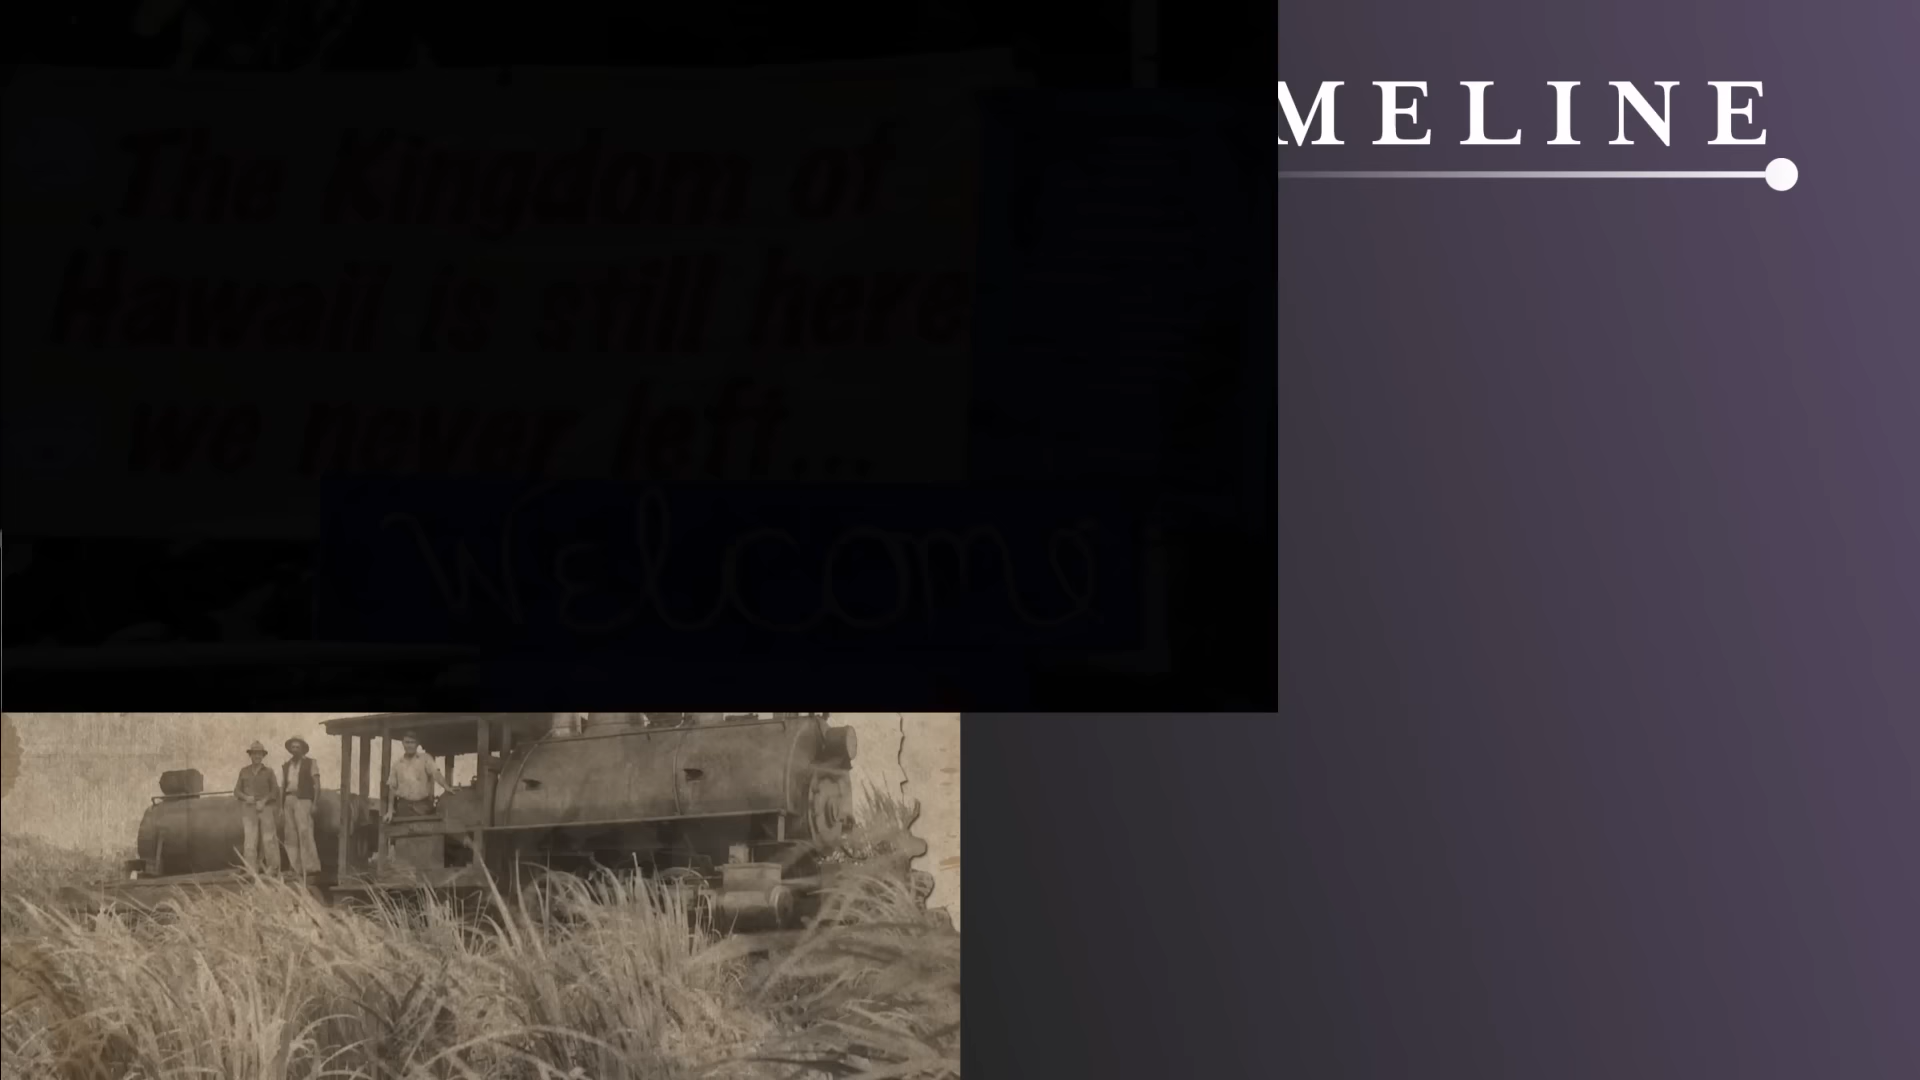 The Kingdom of
Hawaii is still here
we never left...
Welcome
MELINE